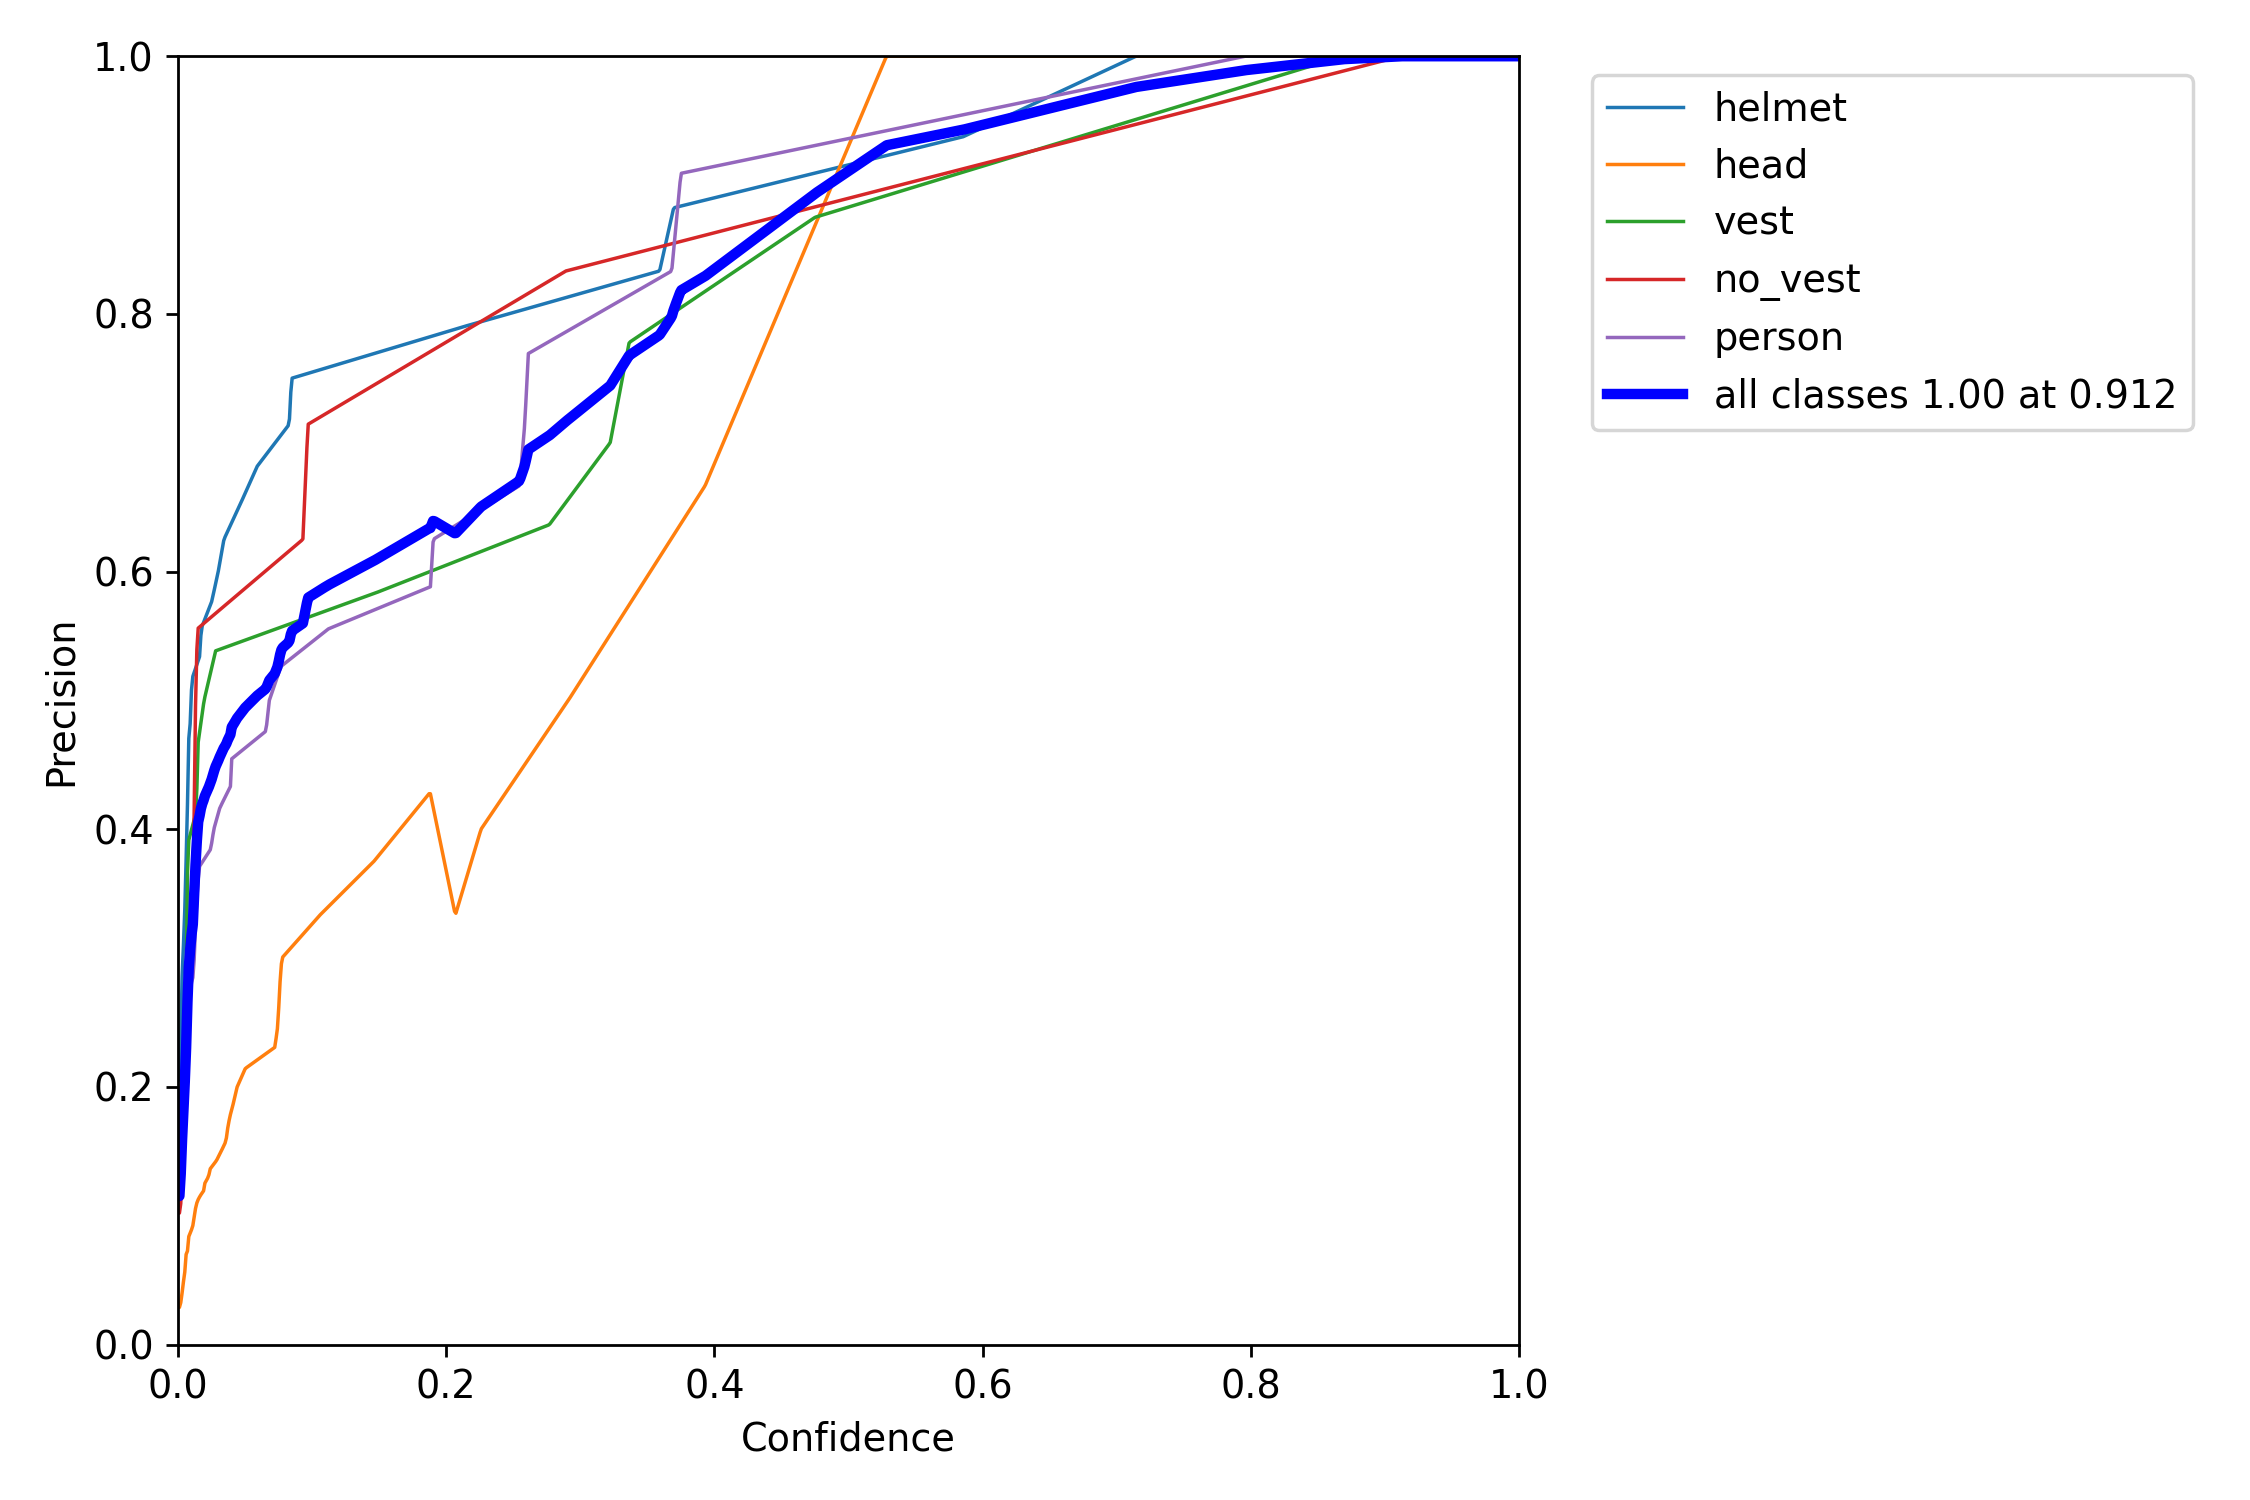 1.0
0.8
0.6
0.4
0.2
0.0
Precision
0.0 0.2 0.4 0.6 0.8 1.0
Confidence
helmet
head
vest
no_vest
person
all classes 1.00 at 0.912